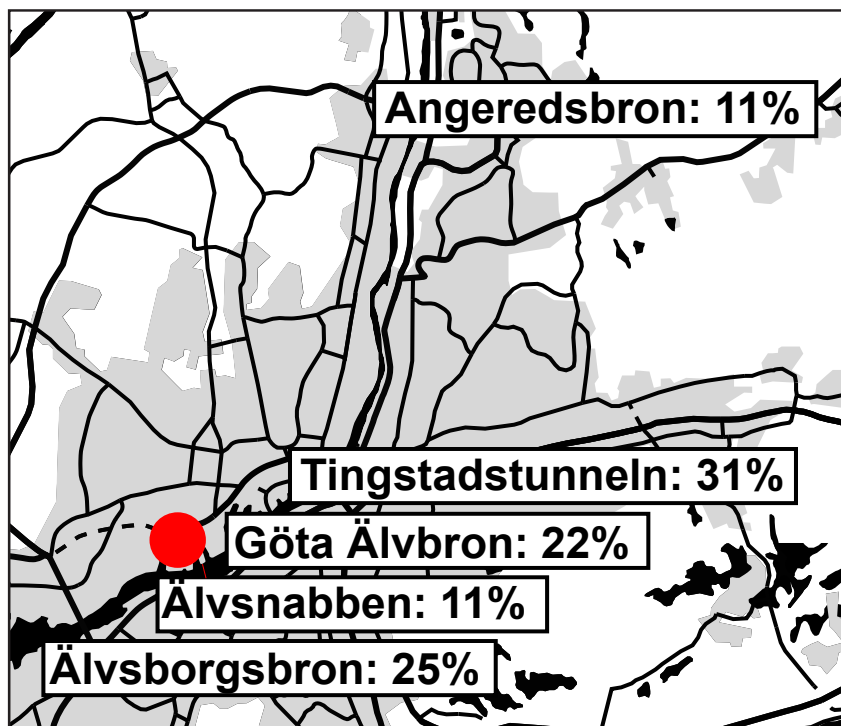 Angeredsbron: 11%
Tingstadstunneln: 31%
Göta Älvbron: 22%
Älvsnabben: 11%
Älvsborgsbron: 25%